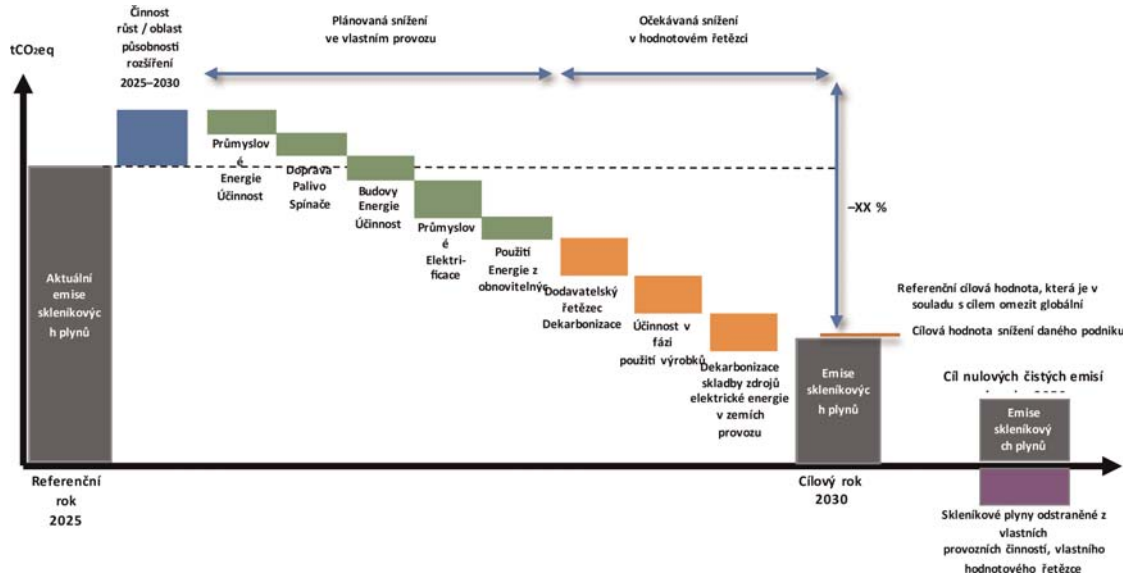 tCO₂eq
Činnost
růst / oblast
působnosti
rozšíření
2025–2030
Plánovaná snížení
ve vlastním provozu
Očekávaná snížení
v hodnotovém řetězci
Průmyslov
é
Energie
Účinnost
Doprava
Palivo
Spínače
Budovy
Energie
Účinnost
Průmyslov
é
Elektri-
ficace
Použití
Energie z
obnovitelnýc
Dodavatelský
řetězec
Dekarbonizace
Účinnost v
fázi
použití výrobků
Dekarbonizace
skladby zdrojů
elektrické energie
v zemích
provozu
–XX %
Referenční cílová hodnota, která je v
souladu s cílem omezit globální
Cílová hodnota snížení daného podniku
Aktuální
emise
skleníkovýc
h plynů
Emise
skleníkovýc
h plynů
Cíl nulových čistých emisí
Emise
skleníkový
ch plynů
Referenční
rok
2025
Cílový rok
2030
Skleníkové plyny odstraněné z
vlastních
provozních činností, vlastního
hodnotového řetězce